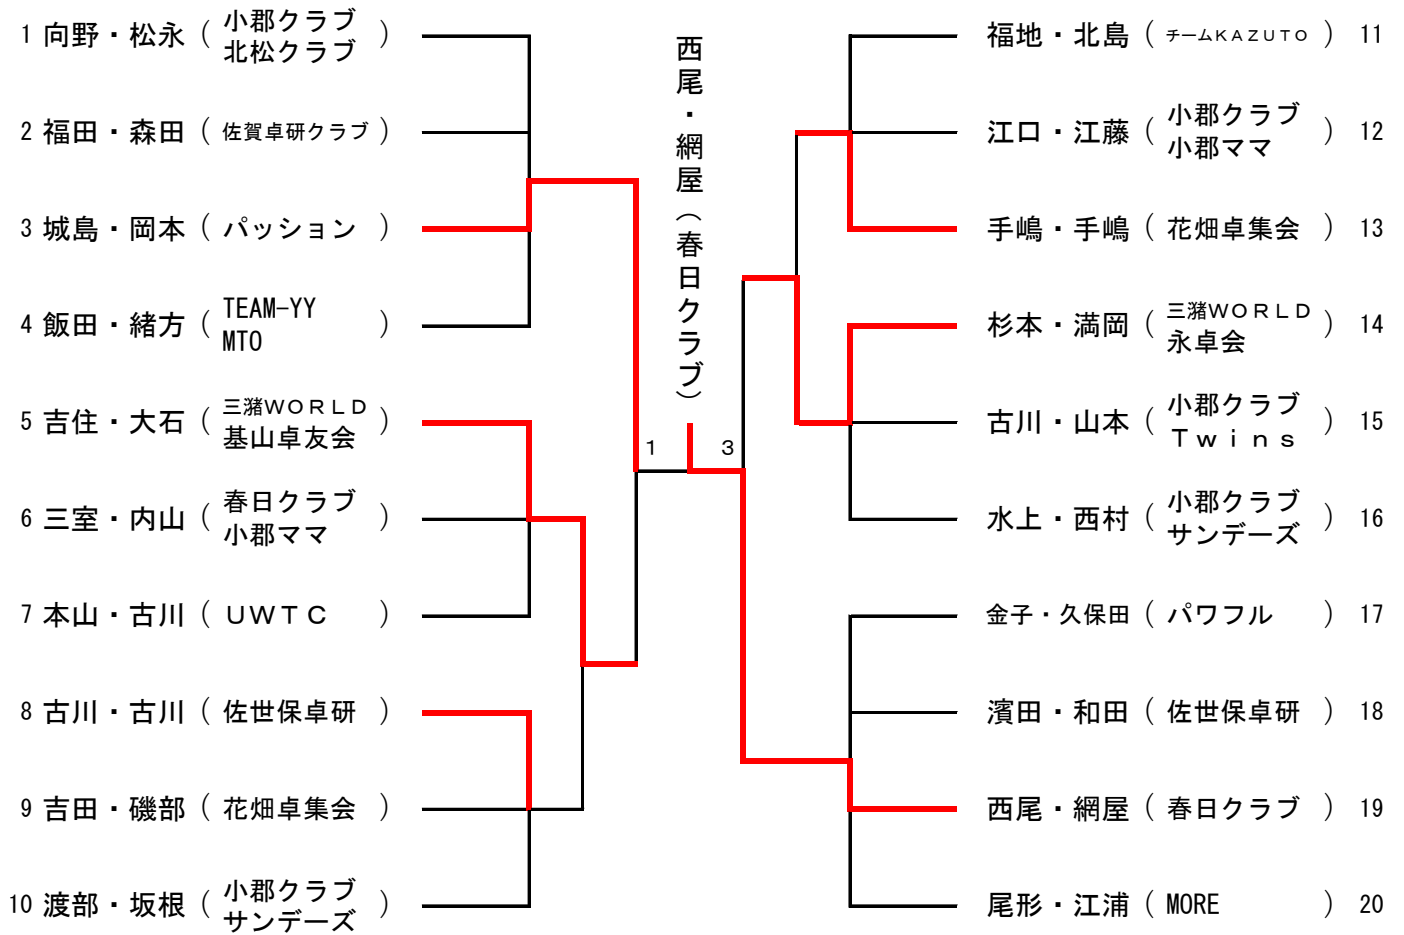 1 向野・松永 ( 小郡クラブ 北松クラブ )
2 福田・森田 ( 佐賀卓研クラブ )
3 城島・岡本 ( パッション )
4 飯田・緒方 ( TEAM-YY MTO )
5 吉住・大石 ( 三潴WORLD 基山卓友会 )
6 三室・内山 ( 春日クラブ 小郡ママ )
7 本山・古川 ( UWTC )
8 古川・古川 ( 佐世保卓研 )
9 吉田・磯部 ( 花畑卓集会 )
10 渡部・坂根 ( 小郡クラブ サンデーズ )
西尾・網屋(春日クラブ)
1 3
福地・北島 ( チームKAZUTO ) 11
江口・江藤 ( 小郡クラブ 小郡ママ ) 12
手嶋・手嶋 ( 花畑卓集会 ) 13
杉本・満岡 ( 三潴WORLD 永卓会 ) 14
古川・山本 ( 小郡クラブ Twins ) 15
水上・西村 ( 小郡クラブ サンデーズ ) 16
金子・久保田 ( パワフル ) 17
濱田・和田 ( 佐世保卓研 ) 18
西尾・網屋 ( 春日クラブ ) 19
尾形・江浦 ( MORE ) 20